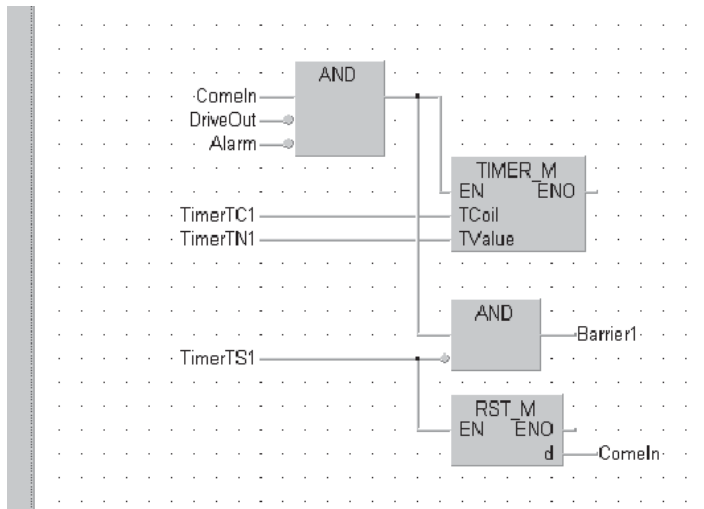 AND
ComeIn
DriveOut
Alarm
TIMER_M
EN ENO
TimerTC1 TCoil
TimerTN1 TValue
AND
Barrier1
TimerTS1
RST_M
EN ENO
d ComeIn